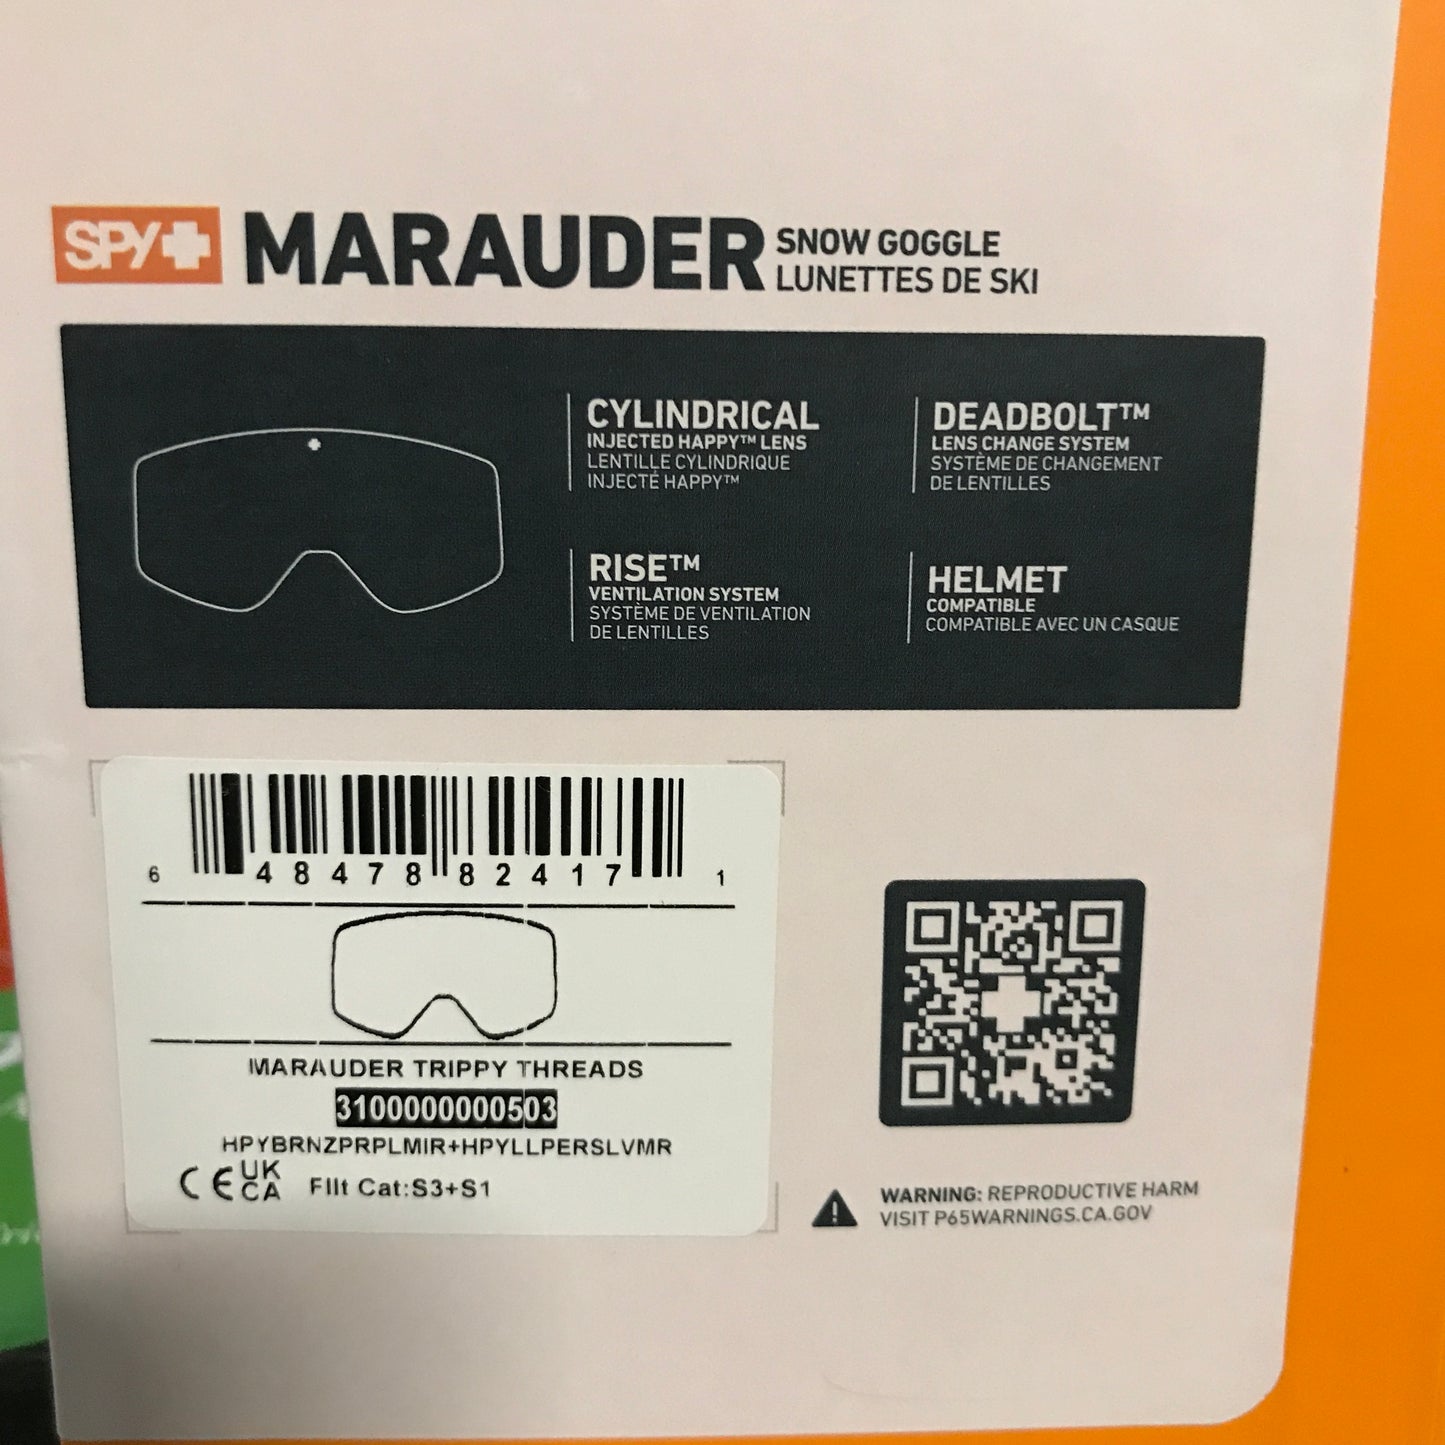 SPY+ MARAUDER SNOW GOGGLE
LUNETTES DE SKI
CYLINDRICAL
INJECTED HAPPY™ LENS
LENTILLE CYLINDRIQUE
INJECTÉ HAPPY™
DEADBOLT™
LENS CHANGE SYSTEM
SYSTÈME DE CHANGEMENT
DE LENTILLES
RISE™
VENTILATION SYSTEM
SYSTÈME DE VENTILATION
DE LENTILLES
HELMET
COMPATIBLE
COMPATIBLE AVEC UN CASQUE
6 48478 82417 1
MARAUDER TRIPPY THREADS
3100000000503
HPYBRNZPRPLMIR+HPYLLPERSLVMR
CE UK
CA Filt Cat:S3+S1
WARNING: REPRODUCTIVE HARM
VISIT P65WARNINGS.CA.GOV